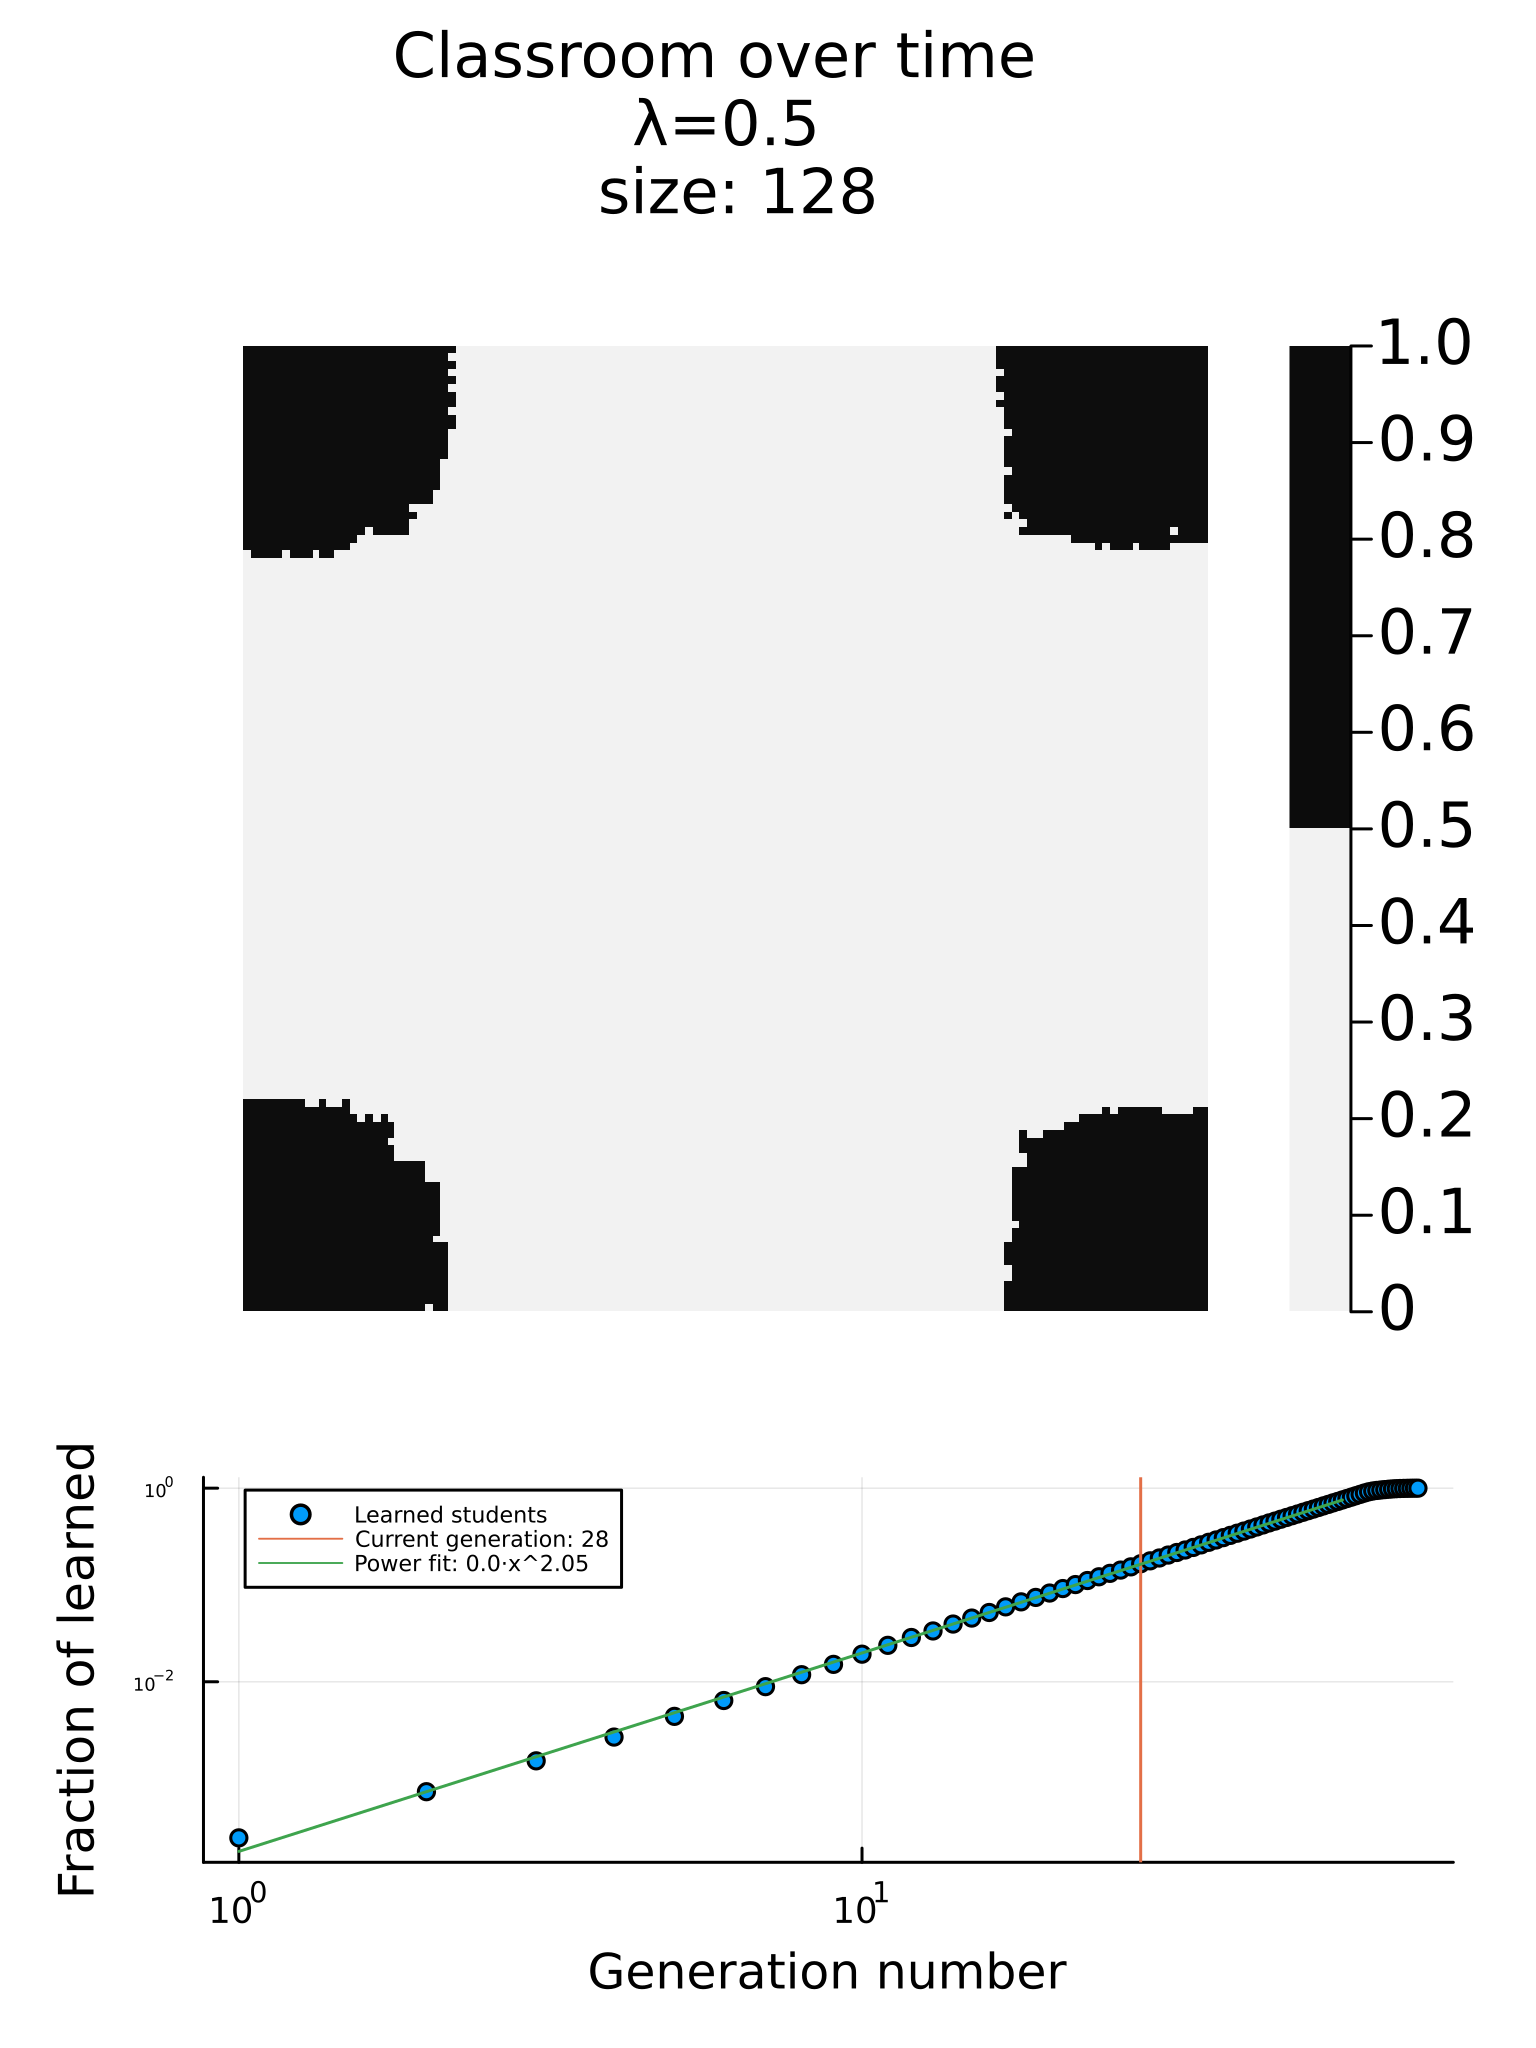 Classroom over time
λ=0.5
size: 128
1.0
0.9
0.8
0.7
0.6
0.5
0.4
0.3
0.2
0.1
0
Fraction of learned
10^0
10^-2
Learned students
Current generation: 28
Power fit: 0.0·x^2.05
10^0
10^1
Generation number